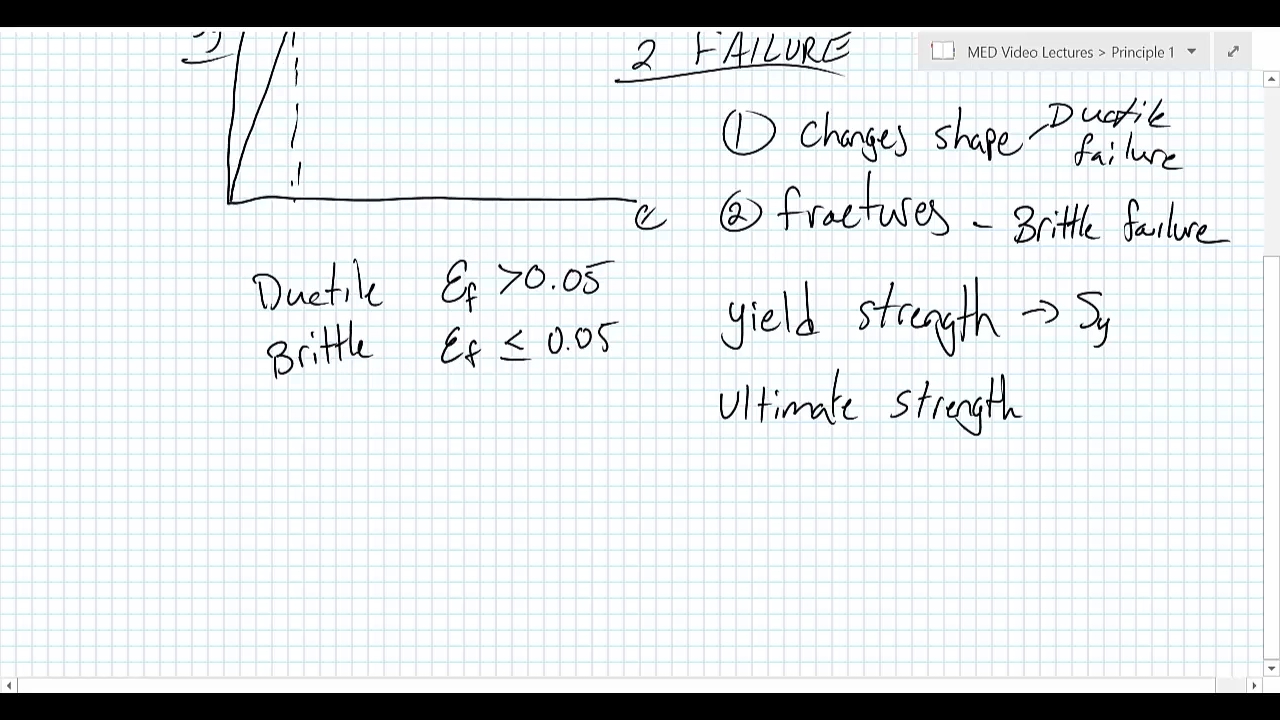 2 FAILURE
MED Video Lectures > Principle 1
① Changes shape - Ductile failure
② fractures - Brittle failure
Ductile εf >0.05
Brittle εf ≤ 0.05
yield strength → Sy
Ultimate strength